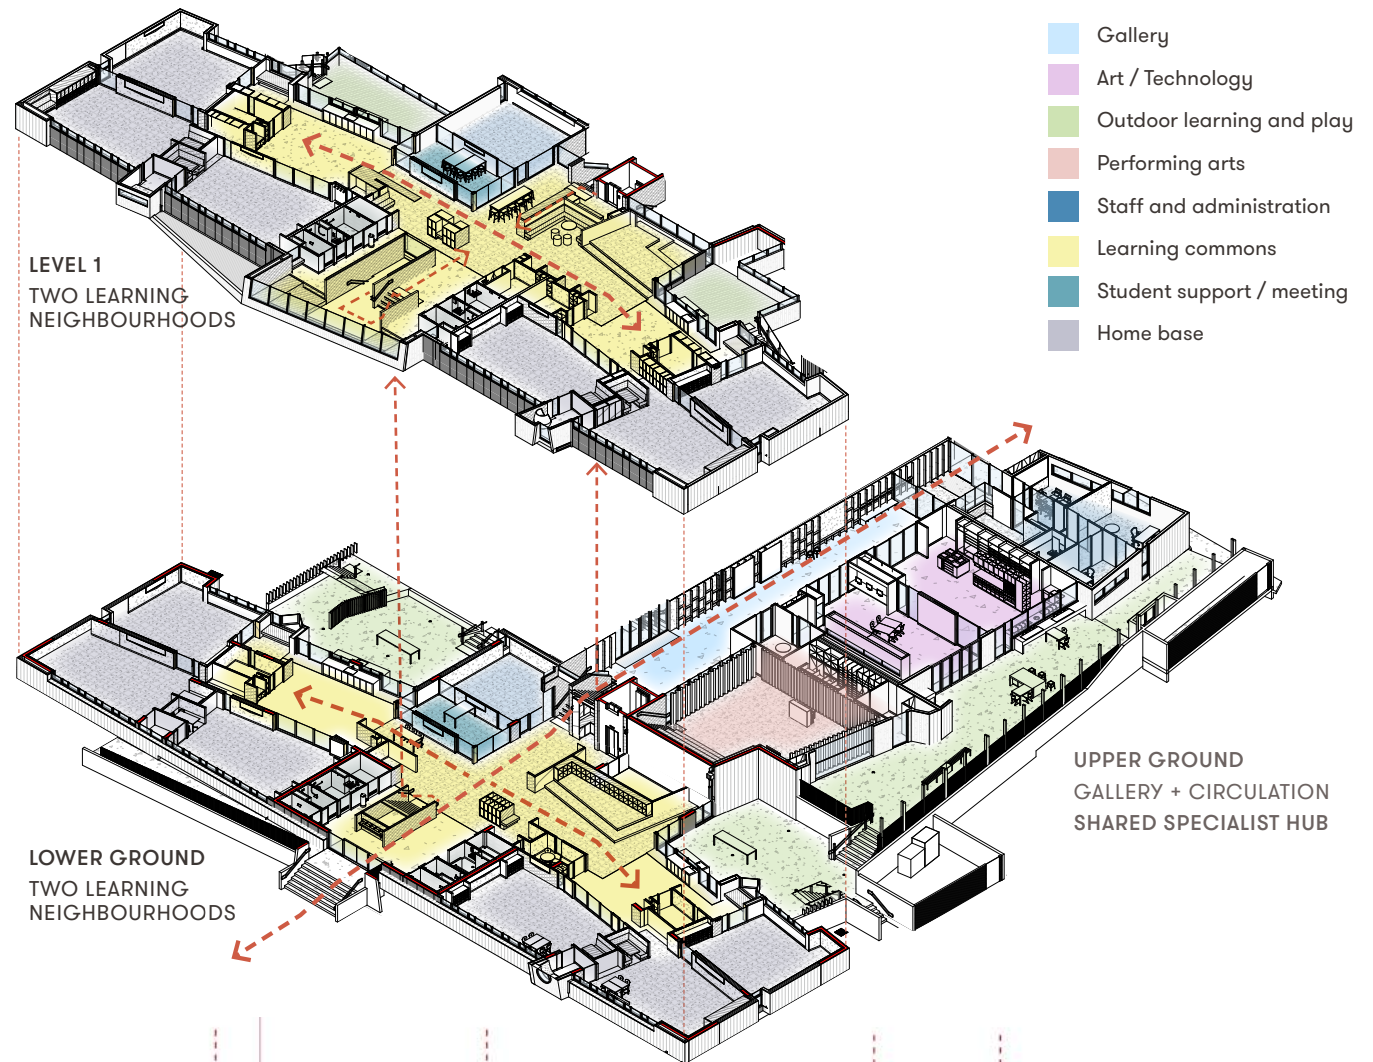 Gallery
Art / Technology
Outdoor learning and play
Performing arts
Staff and administration
Learning commons
Student support / meeting
Home base
LEVEL 1
TWO LEARNING
NEIGHBOURHOODS
UPPER GROUND
GALLERY + CIRCULATION
SHARED SPECIALIST HUB
LOWER GROUND
TWO LEARNING
NEIGHBOURHOODS